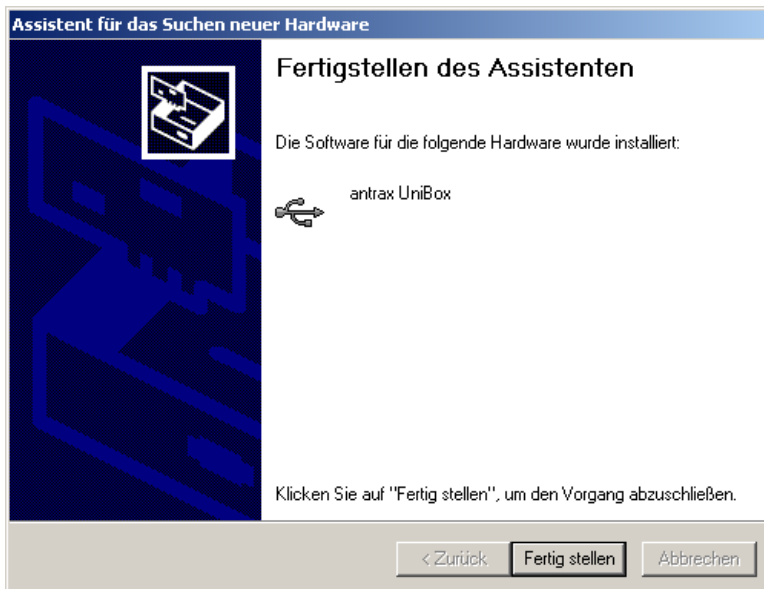 Assistent für das Suchen neuer Hardware
Fertigstellen des Assistenten
Die Software für die folgende Hardware wurde installiert:
antrax UniBox
Klicken Sie auf "Fertig stellen", um den Vorgang abzuschließen.
< Zurück Fertig stellen Abbrechen